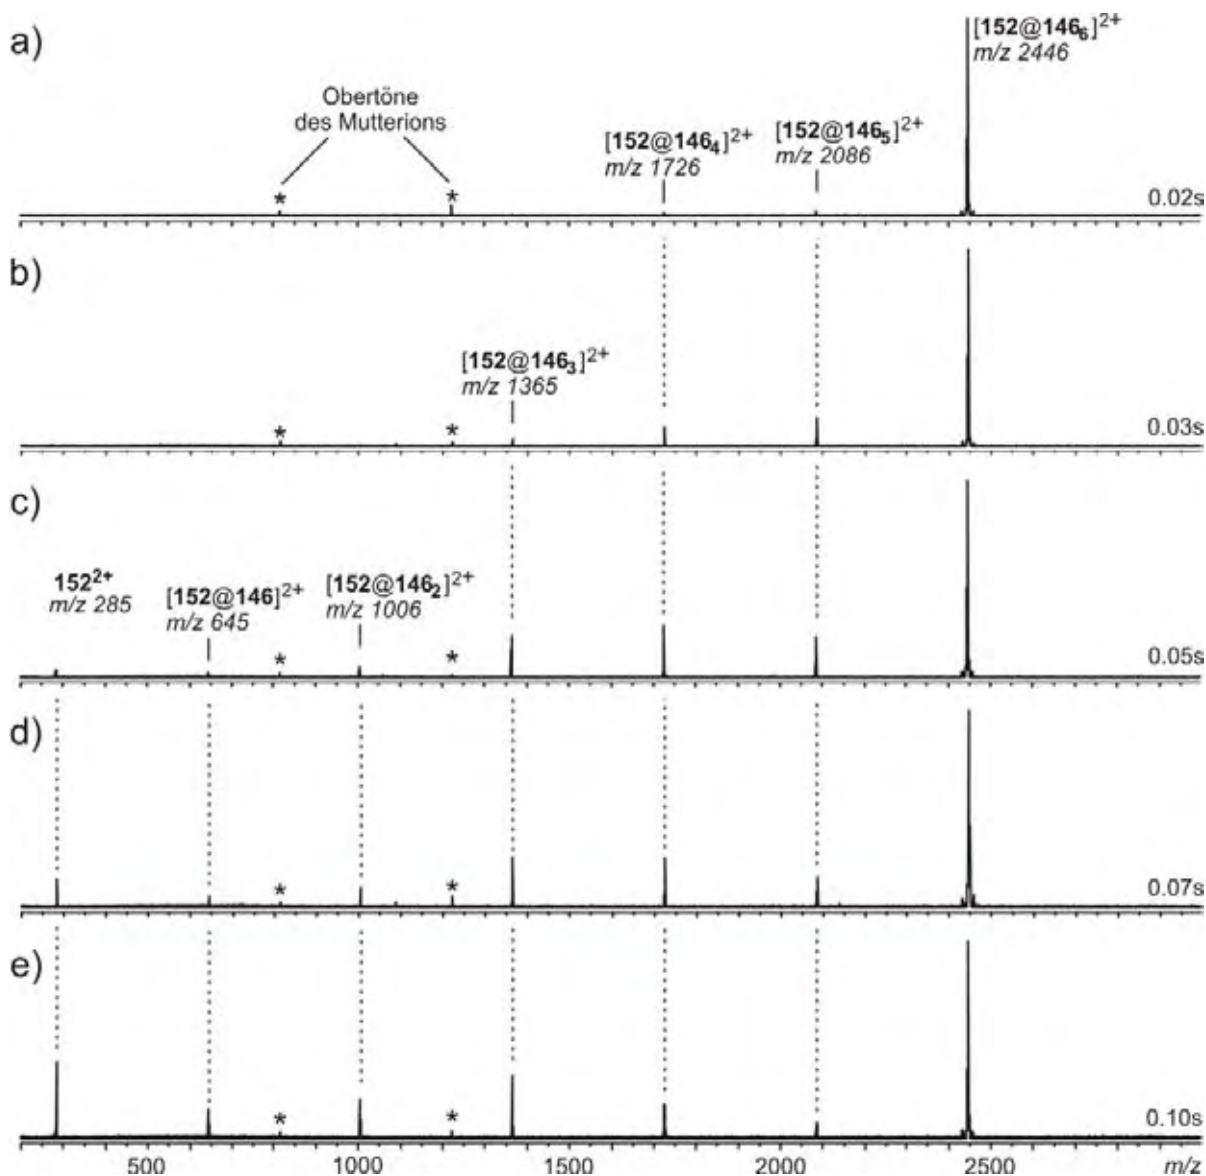 a)
[152@146₆]²⁺
m/z 2446
Obertöne
des Mutterions
[152@146₄]²⁺
m/z 1726
[152@146₅]²⁺
m/z 2086
* *
0.02s
b)
[152@146₃]²⁺
m/z 1365
* *
0.03s
c)
152²⁺
m/z 285
[152@146]²⁺
m/z 645
[152@146₂]²⁺
m/z 1006
* *
0.05s
d)
* *
0.07s
e)
* *
0.10s
500 1000 1500 2000 2500 m/z